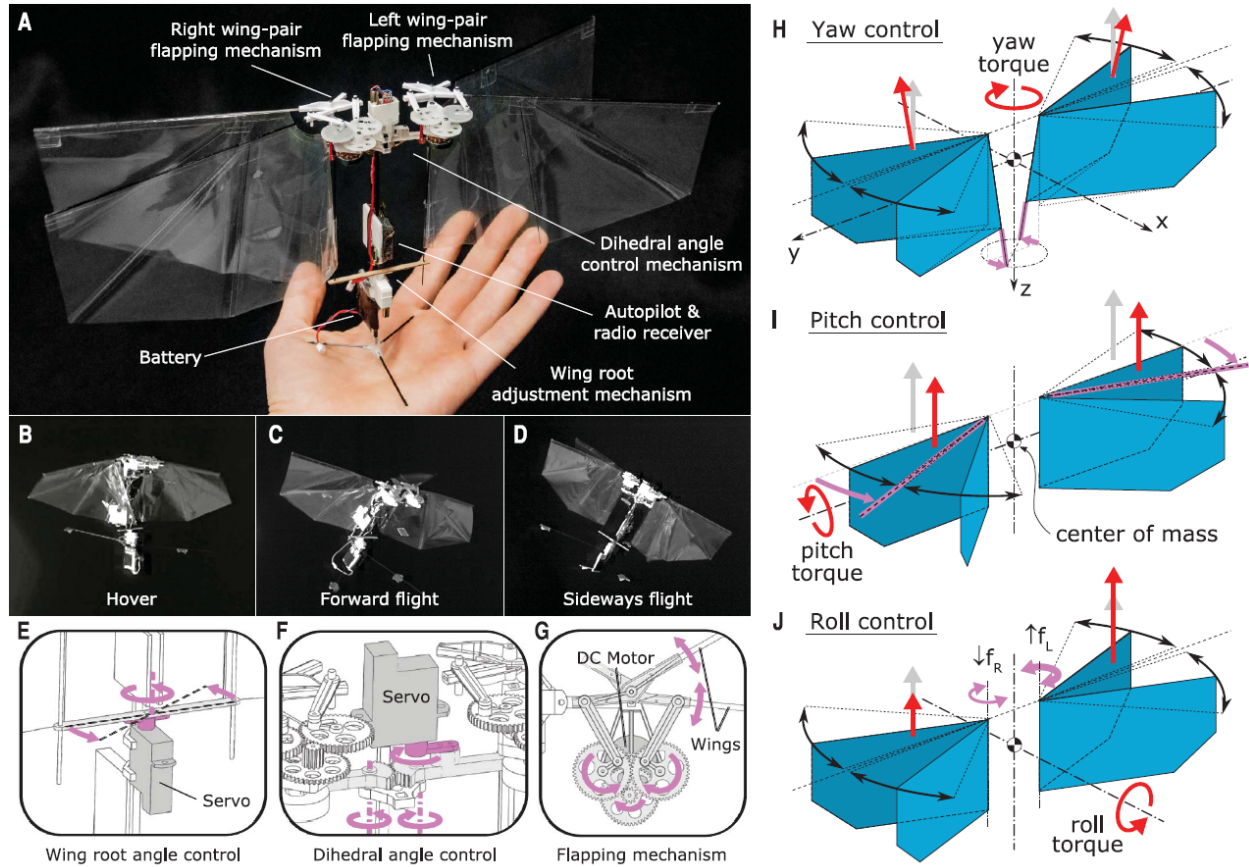 A
Right wing-pair
flapping mechanism
Left wing-pair
flapping mechanism
Dihedral angle
control mechanism
Autopilot &
radio receiver
Battery
Wing root
adjustment mechanism
B
Hover
C
Forward flight
D
Sideways flight
E
Servo
Wing root angle control
F
Servo
Dihedral angle control
G
DC Motor
Wings
Flapping mechanism
H
Yaw control
yaw
torque
x
y
z
I
Pitch control
pitch
torque
center of mass
J
Roll control
↓fR
↑fL
roll
torque